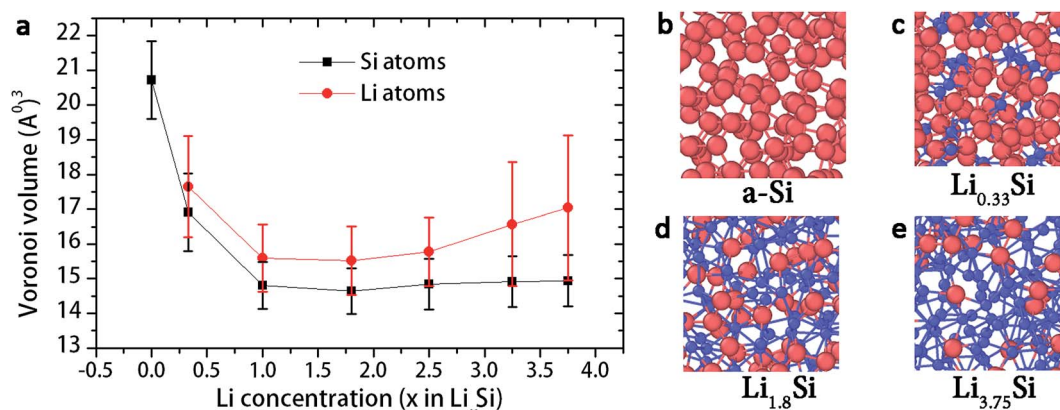 a
22
21
20
19
18
17
16
15
14
13
Voronoi volume (A⁰)³
Si atoms
Li atoms
-0.5 0.0 0.5 1.0 1.5 2.0 2.5 3.0 3.5 4.0
Li concentration (x in LiₓSi)
b
a-Si
c
Li₀.₃₃Si
d
Li₁.₈Si
e
Li₃.₇₅Si